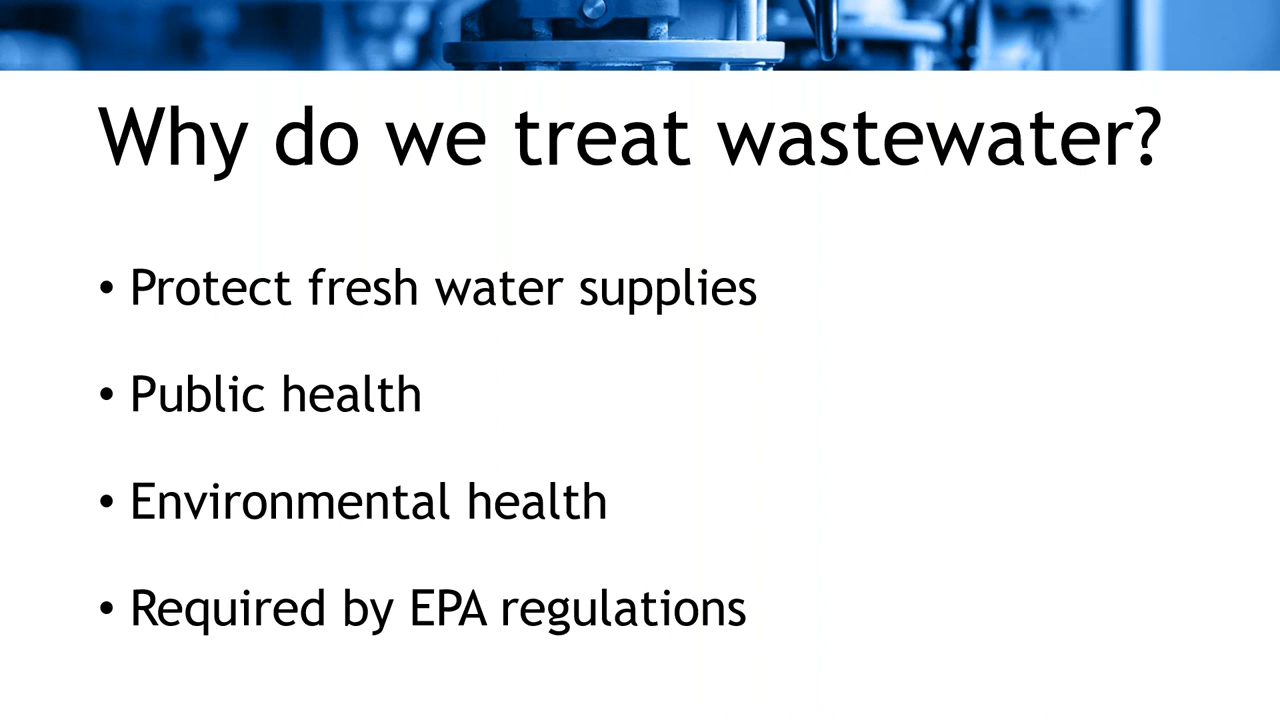 Why do we treat wastewater?
• Protect fresh water supplies
• Public health
• Environmental health
• Required by EPA regulations